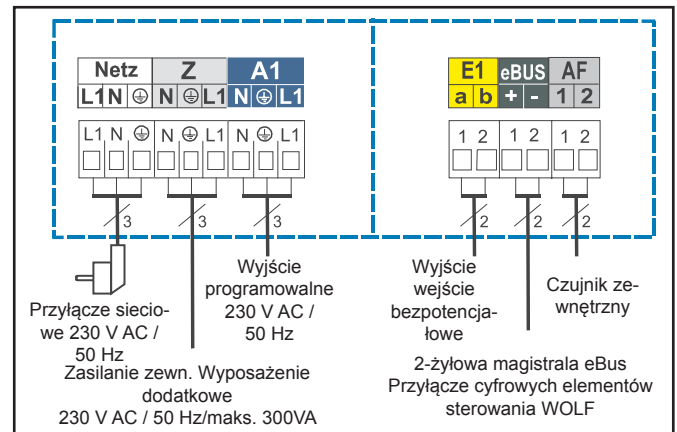 Netz Z A1
L1 N ⏚ N ⏚ L1 N ⏚ L1
L1 N ⏚ N ⏚ L1 N ⏚ L1
3 3 3
E1 eBUS AF
a b + - 1 2
1 2 1 2 1 2
2 2 2
Przyłącze siecio-
we 230 V AC /
50 Hz
Wyjście
programowalne
230 V AC /
50 Hz
Zasilanie zewn. Wyposażenie
dodatkowe
230 V AC / 50 Hz/maks. 300VA
Wyjście
wejście
bezpotencja-
łowe
Czujnik ze-
wnętrzny
2-żyłowa magistrala eBus
Przyłącze cyfrowych elementów
sterowania WOLF